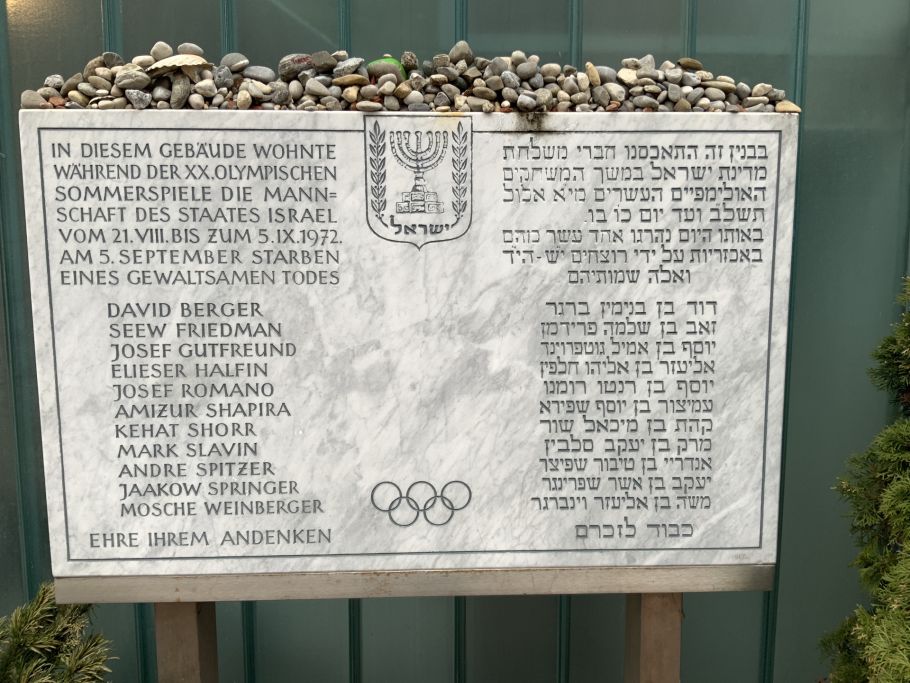 IN DIESEM GEBÄUDE WOHNTE
WÄHREND DER XX. OLYMPISCHEN
SOMMERSPIELE DIE MANN=
SCHAFT DES STAATES ISRAEL
VOM 21.VIII. BIS ZUM 5.IX.1972.
AM 5. SEPTEMBER STARBEN
EINES GEWALTSAMEN TODES
DAVID BERGER
SEEW FRIEDMAN
JOSEF GUTFREUND
ELIESER HALFIN
JOSEF ROMANO
AMIZUR SHAPIRA
KEHAT SHORR
MARK SLAVIN
ANDRE SPITZER
JAAKOW SPRINGER
MOSCHE WEINBERGER
EHRE IHREM ANDENKEN
ישראל
בבנין זה התאכסנו חברי משלחת
מדינת ישראל במשך המשחקים
האולימפיים העשרים מי׳א אלול
תשל׳ב ועד יום כ׳ו בו.
באותו היום נהרגו אחד עשר מהם
באכזריות על ידי רוצחים י׳ש-הי׳ד
ואלה שמותיהם
דוד בן בנימין ברגר
זאב בן שלמה פרידמן
יוסף בן אמיל גוטפרוינד
אליעזר בן אליהו חלפין
יוסף בן רנטו רומנו
עמיצור בן יוסף שפירא
קהת בן מיכאל שור
מרק בן יעקב סלבין
אנדריי בן טיבור שפיצר
יעקב בן אשר שפרינגר
משה בן אליעזר וינברגר
כבוד לזכרם